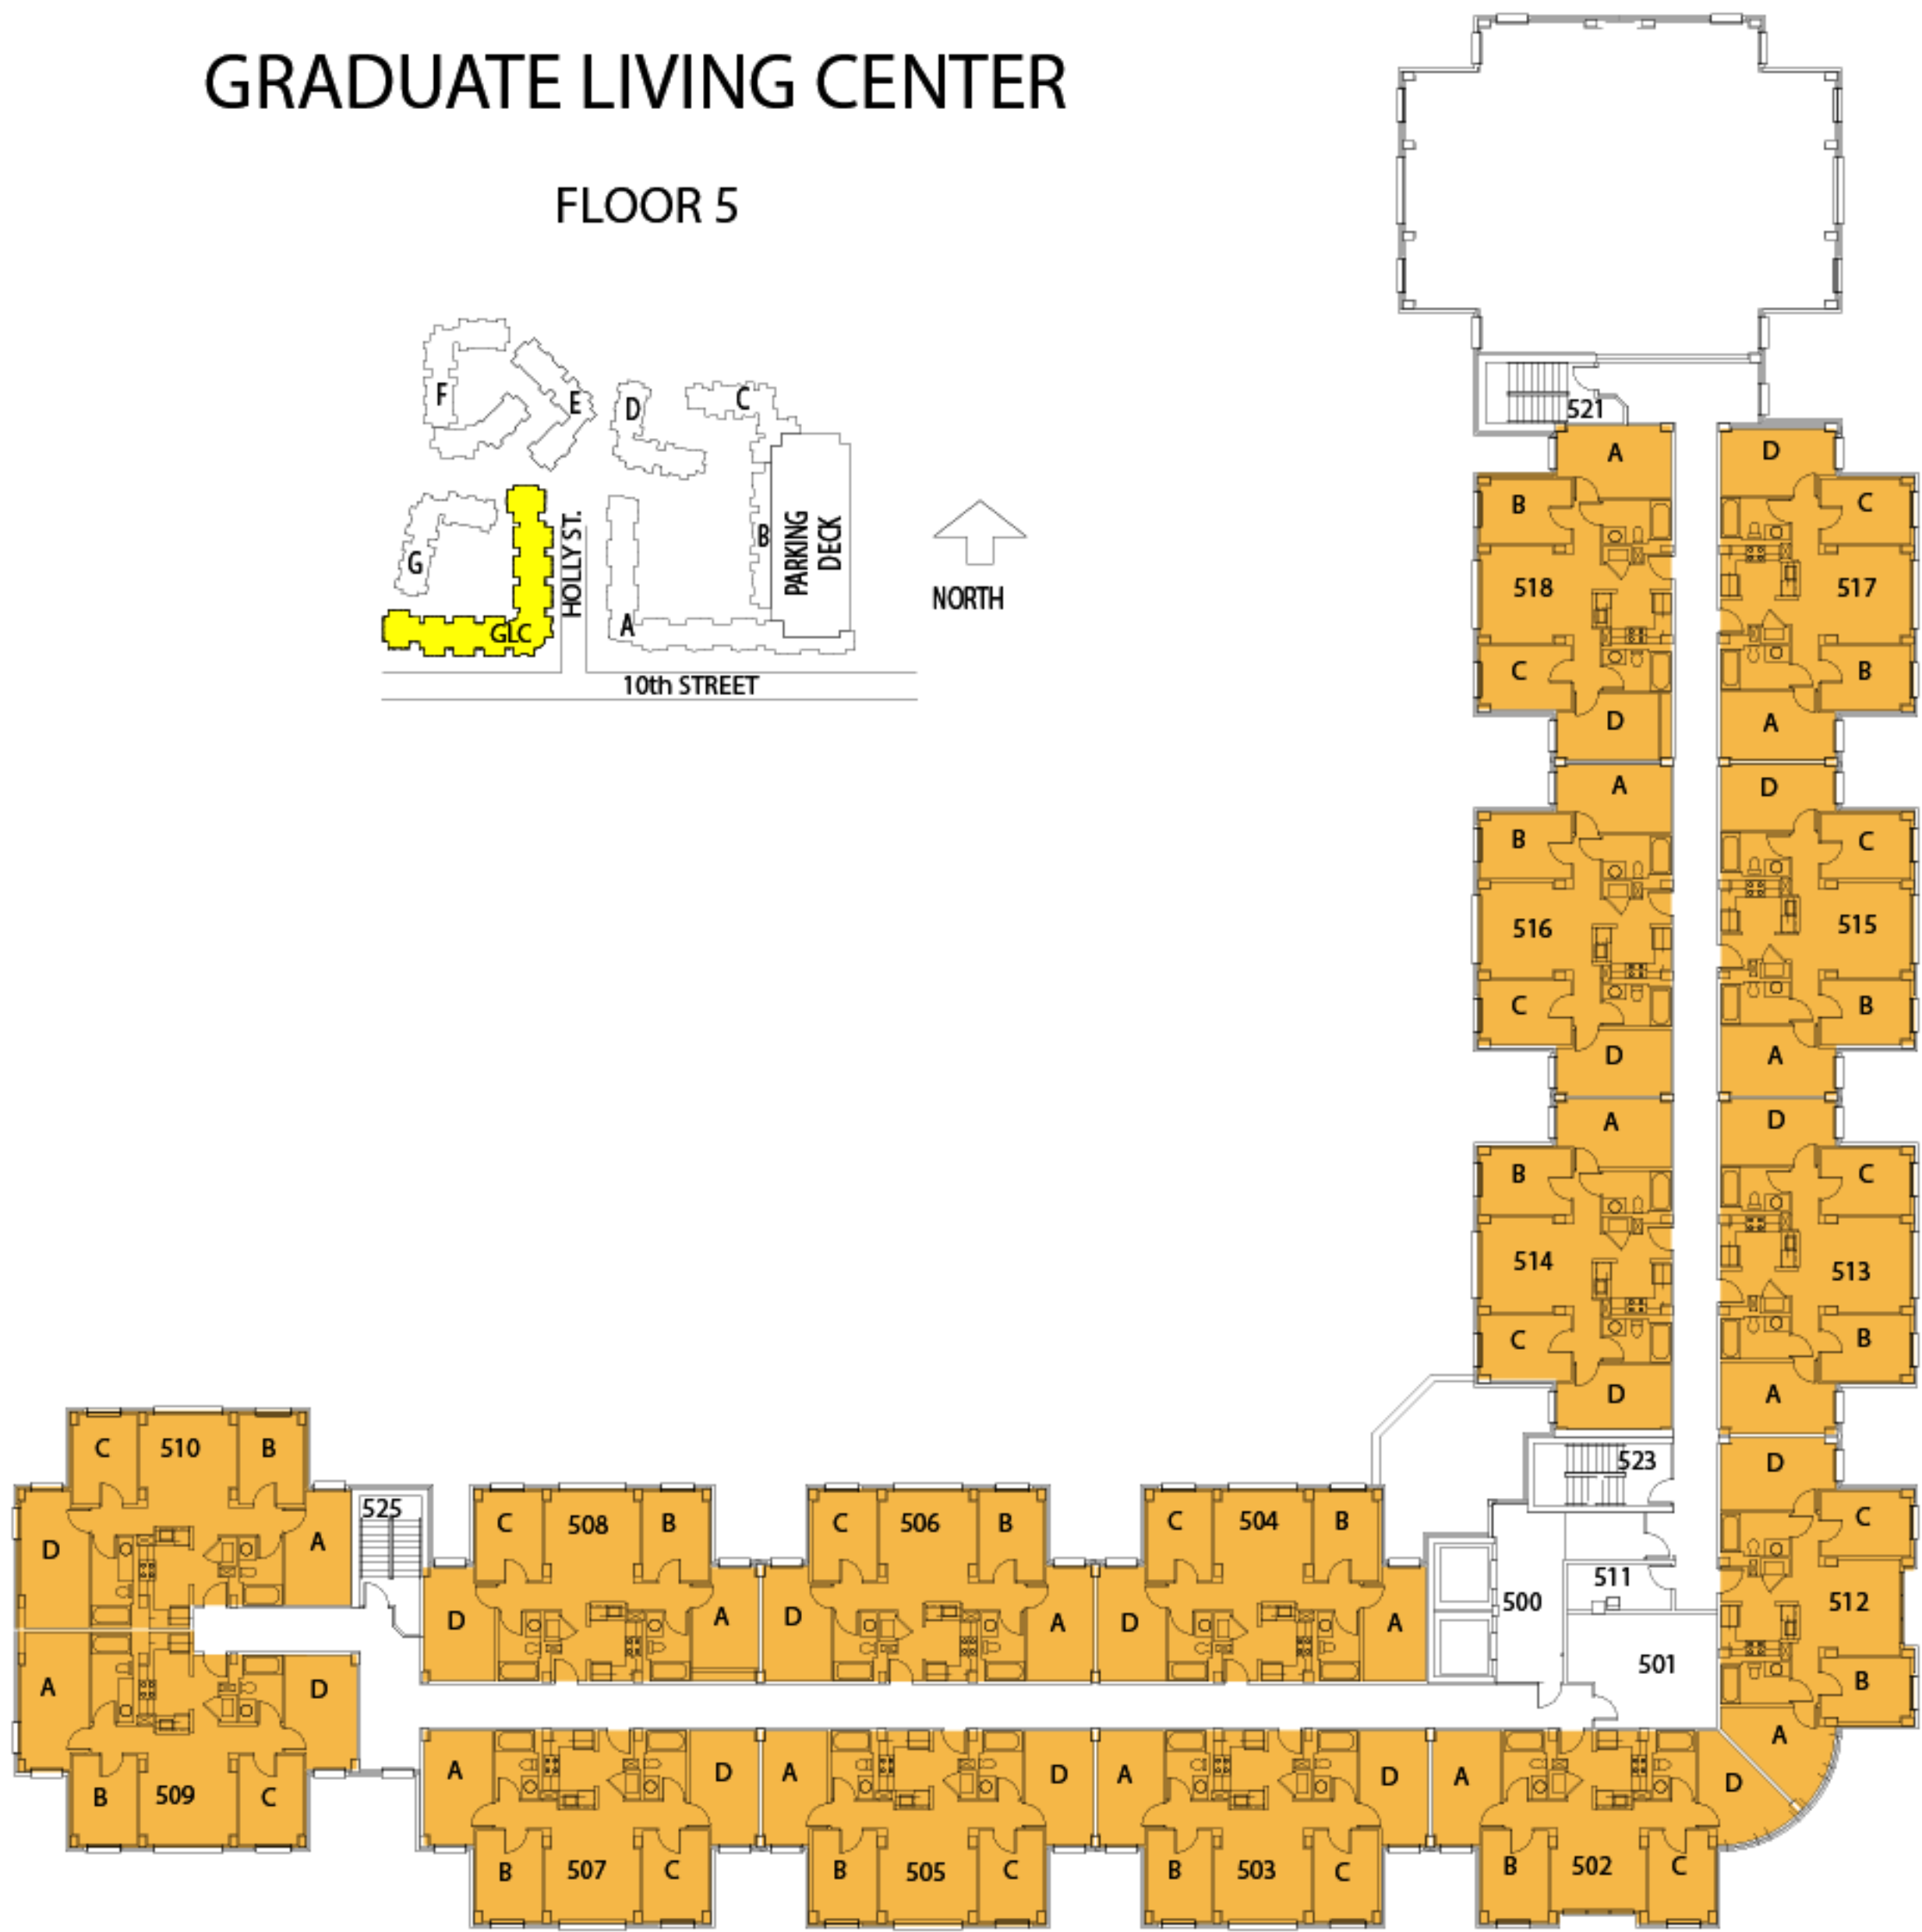 GRADUATE LIVING CENTER
FLOOR 5
F
E
D
C
G
HOLLY ST.
B
PARKING
DECK
GLC
A
NORTH
10th STREET
521
A
D
B
C
518
517
C
B
D
A
A
D
B
C
516
515
C
B
D
A
A
D
B
C
514
513
C
B
D
A
523
D
C
511
500
512
501
B
A
C 510 B
525
D
A
C 508 B
C 506 B
C 504 B
D
A
D
A
D
A
A
D
B 509 C
A
D
A
D
A
D
A
D
B 507 C
B 505 C
B 503 C
B 502 C